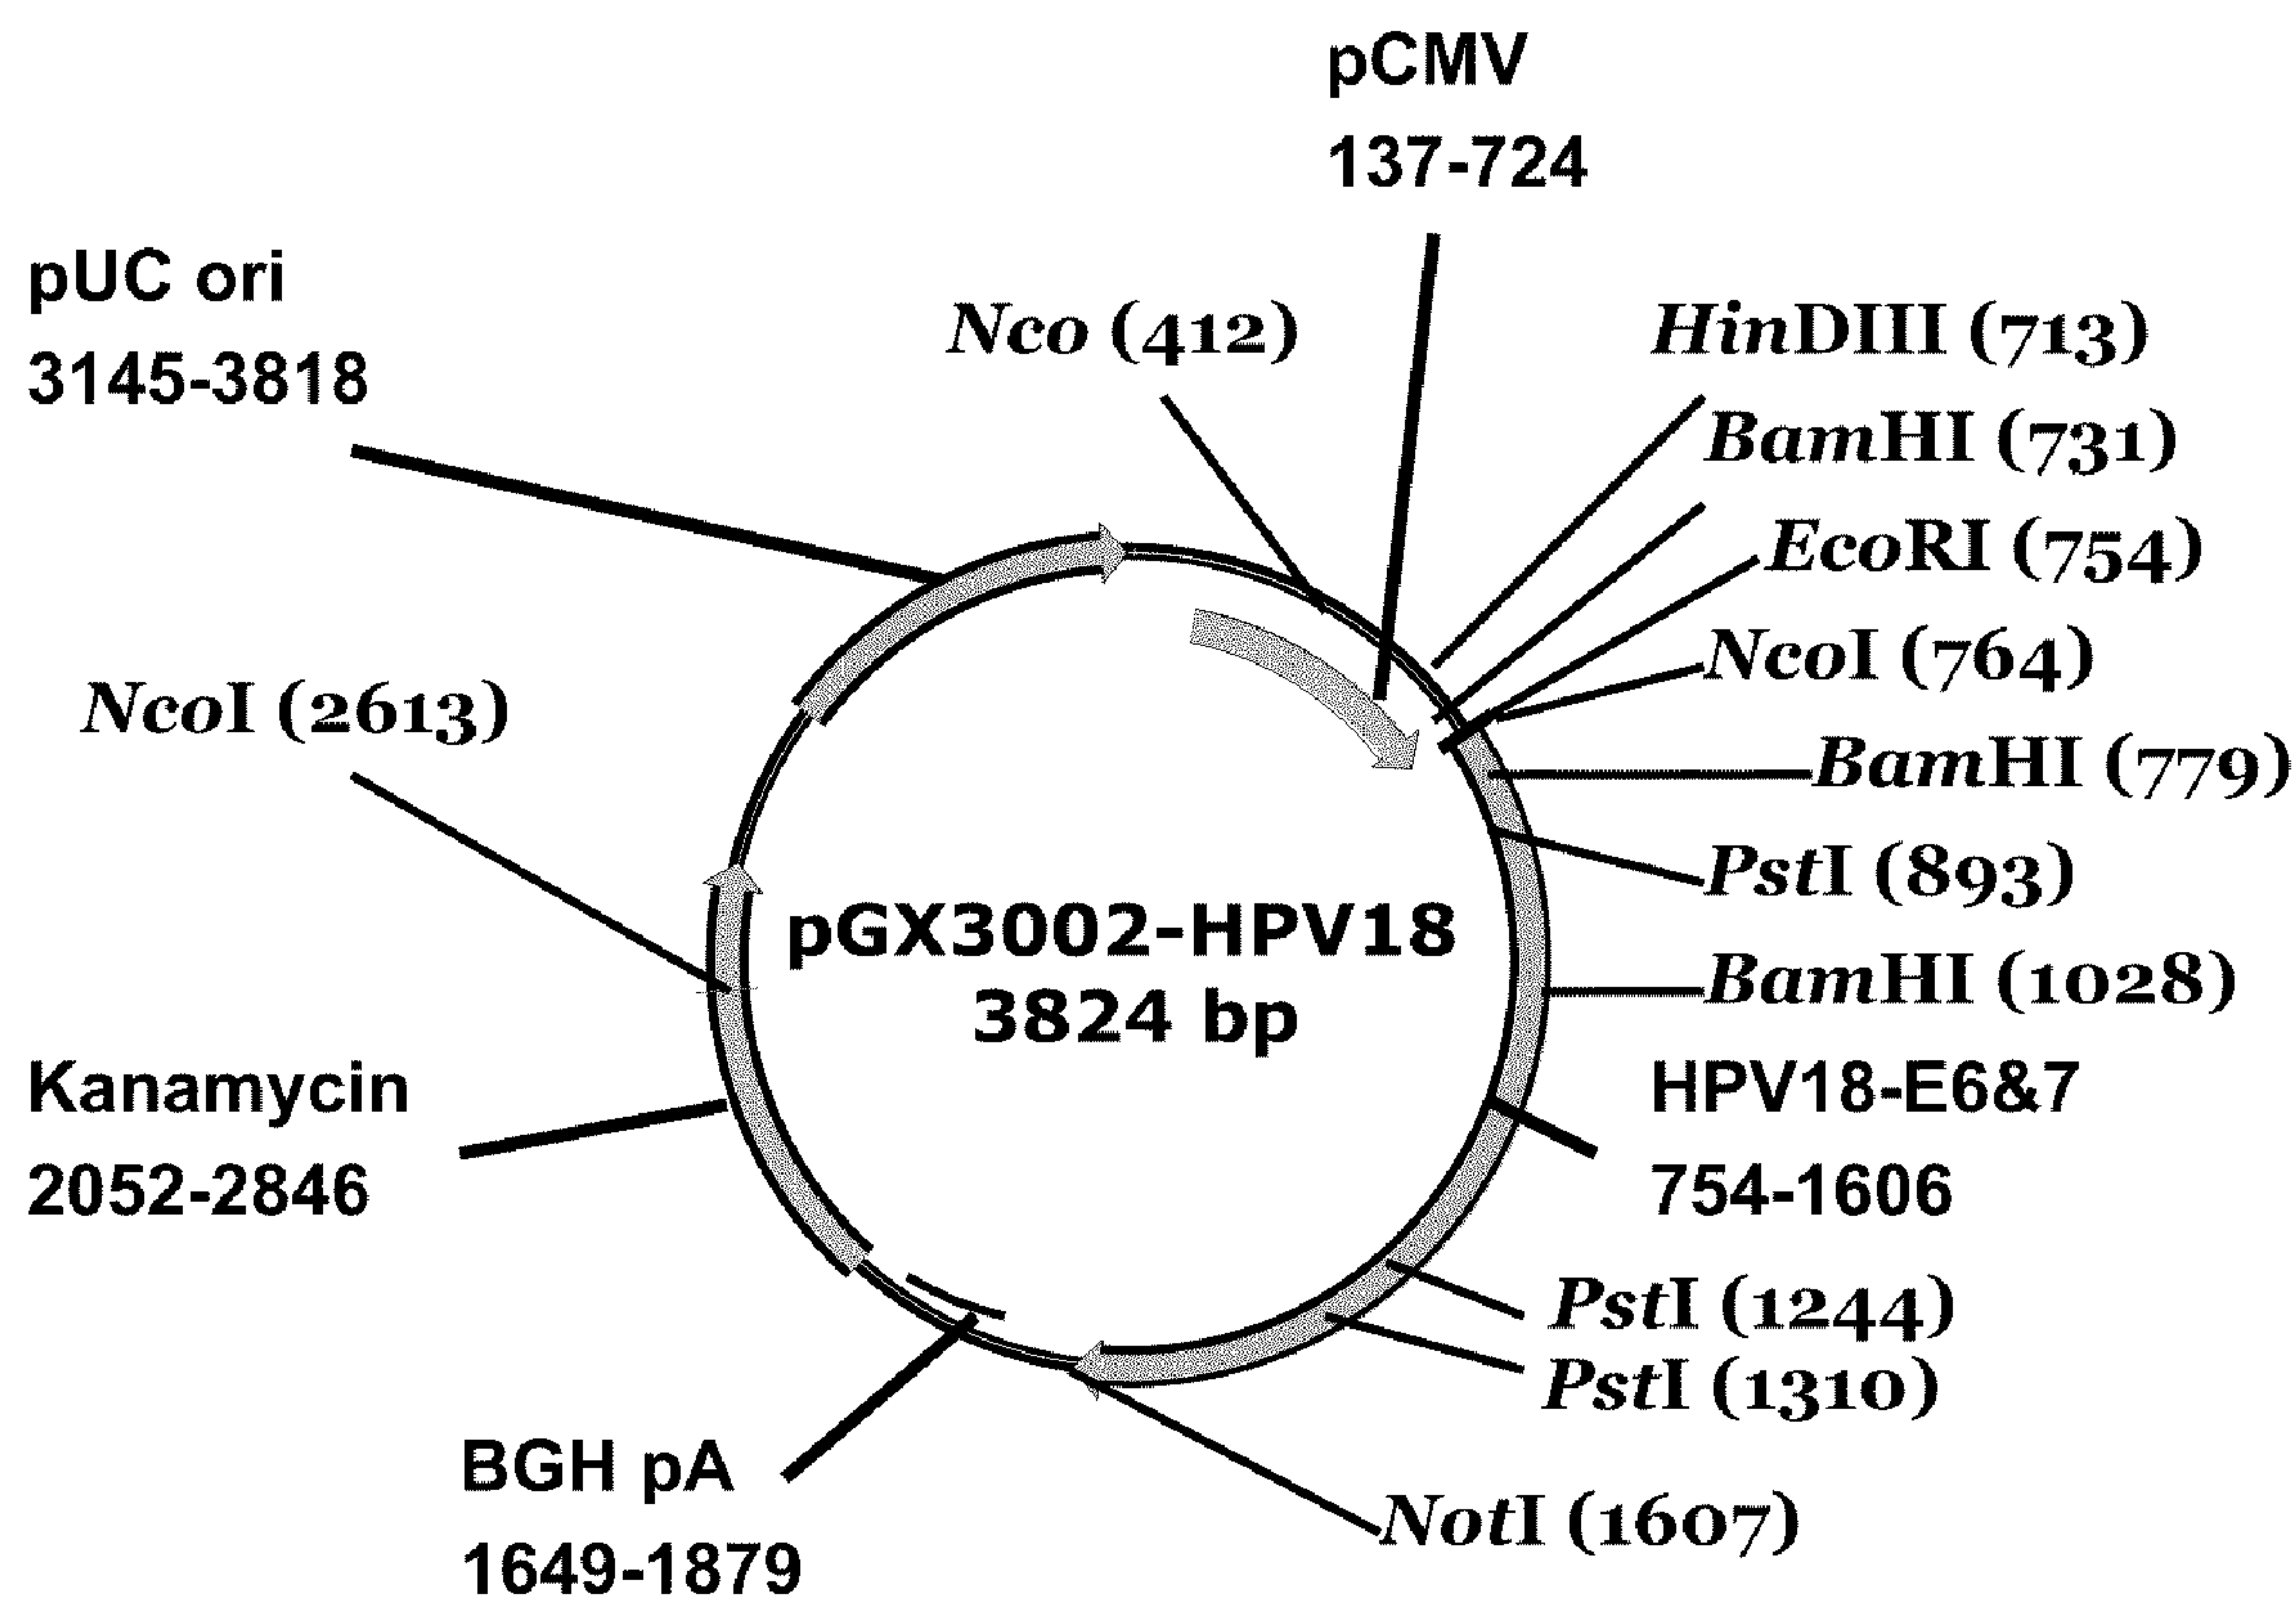 pCMV
137-724
pUC ori
3145-3818
Nco (412)
HinDIII (713)
BamHI (731)
EcoRI (754)
NcoI (764)
NcoI (2613)
BamHI (779)
PstI (893)
pGX3002-HPV18
3824 bp
BamHI (1028)
Kanamycin
2052-2846
HPV18-E6&7
754-1606
PstI (1244)
PstI (1310)
BGH pA
1649-1879
NotI (1607)